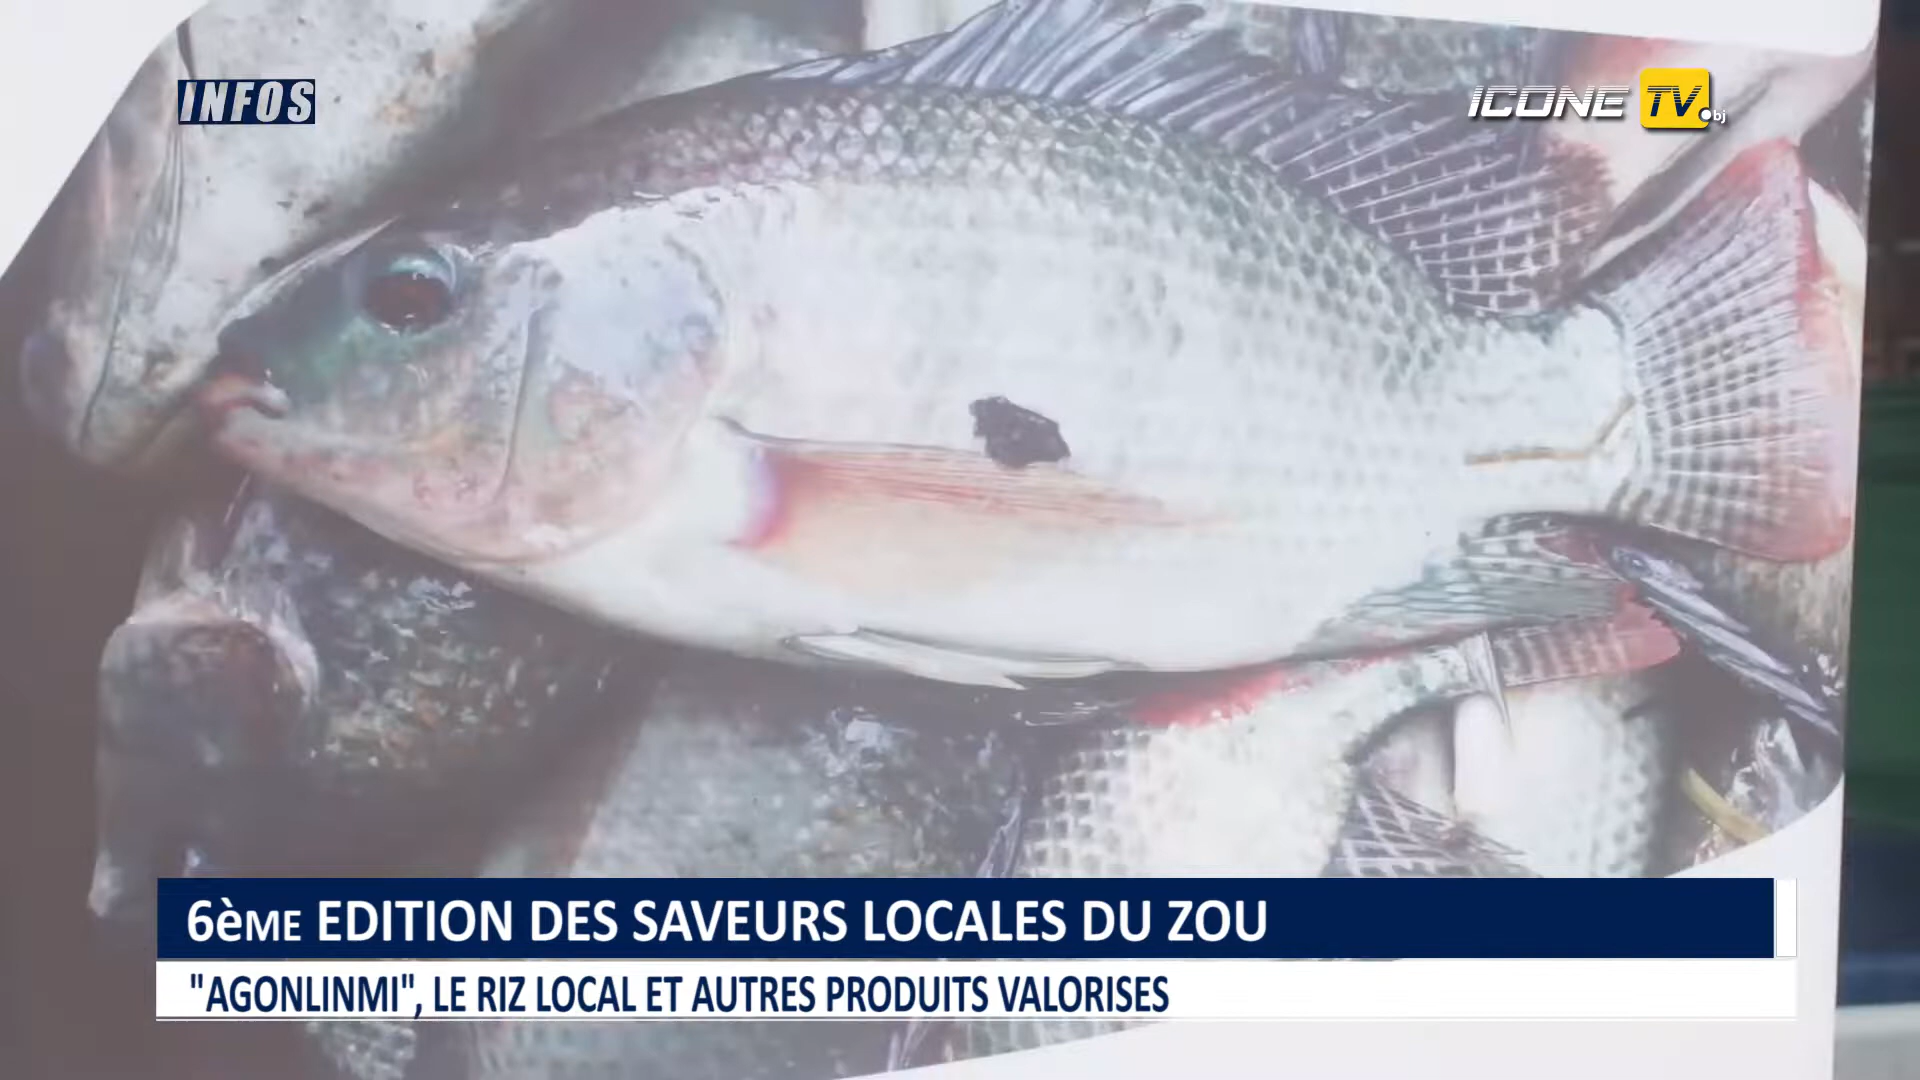 INFOS
ICONE TV.bj
6ème EDITION DES SAVEURS LOCALES DU ZOU
"AGONLINMI", LE RIZ LOCAL ET AUTRES PRODUITS VALORISES